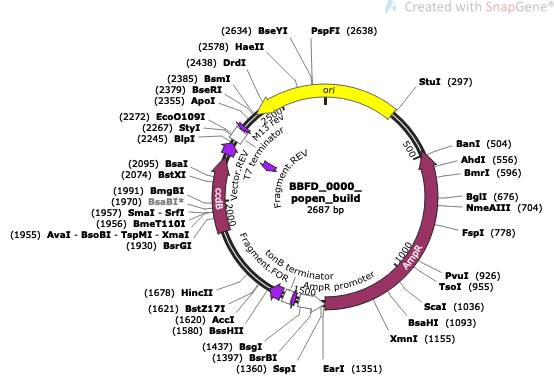 Created with SnapGene®
(2634) BseYI
PspFI (2638)
(2578) HaeII
(2438) DrdI
(2385) BsmI
(2379) BseRI
(2355) ApoI
(2272) EcoO109I
(2267) StyI
(2245) BlpI
(2095) BsaI
(2074) BstXI
(1991) BmgBI
(1970) BsaBI*
(1957) SmaI - SrfI
(1956) BmeT110I
(1955) AvaI - BsoBI - TspMI - XmaI
(1930) BsrGI
(1678) HincII
(1621) BstZ17I
(1620) AccI
(1580) BssHII
(1437) BsgI
(1397) BsrBI
(1360) SspI
EarI (1351)
StuI (297)
BanI (504)
AhdI (556)
BmrI (596)
BglI (676)
NmeAIII (704)
FspI (778)
PvuI (926)
TsoI (955)
ScaI (1036)
BsaHI (1093)
XmnI (1155)
ori
2500
M13 rev
T7 terminator
Vector.REV
Fragment.REV
500
BBFD_0000_
popen_build
2687 bp
ccdB
2000
Fragment.FOR
tonB terminator
AmpR promoter
1500
1000
AmpR